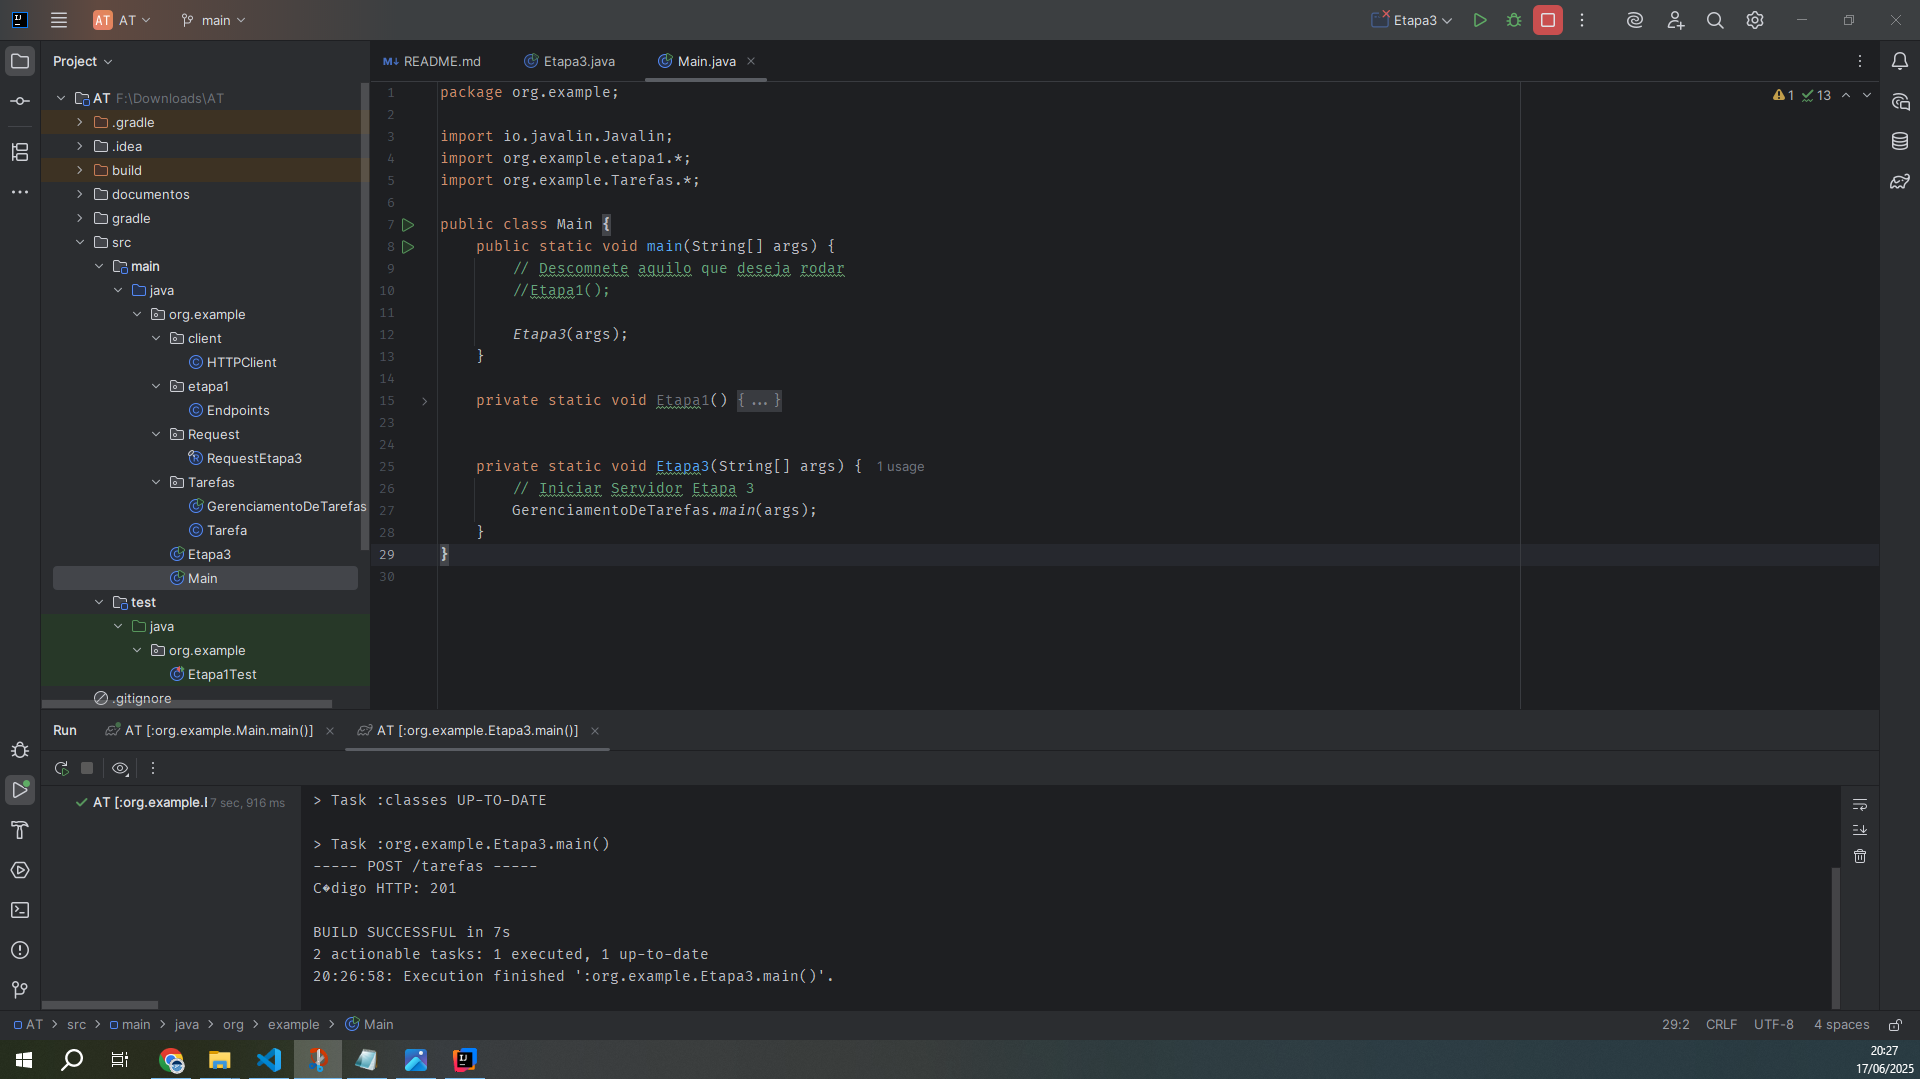 AT AT main Etapa3
Project
README.md Etapa3.java Main.java
AT F:\Downloads\AT
.gradle
.idea
build
documentos
gradle
src
main
java
org.example
client
HTTPClient
etapa1
Endpoints
Request
RequestEtapa3
Tarefas
GerenciamentoDeTarefas
Tarefa
Etapa3
Main
test
java
org.example
Etapa1Test
.gitignore
1 package org.example;
2
3 import io.javalin.Javalin;
4 import org.example.etapa1.*;
5 import org.example.Tarefas.*;
6
7 public class Main {
8 public static void main(String[] args) {
9 // Descomnete aquilo que deseja rodar
10 //Etapa1();
11
12 Etapa3(args);
13 }
14
15 private static void Etapa1() {...}
23
24
25 private static void Etapa3(String[] args) { 1 usage
26 // Iniciar Servidor Etapa 3
27 GerenciamentoDeTarefas.main(args);
28 }
29 }
30
1 13
Run AT [:org.example.Main.main()] AT [:org.example.Etapa3.main()]
AT [:org.example.I 7 sec, 916 ms
> Task :classes UP-TO-DATE
> Task :org.example.Etapa3.main()
----- POST /tarefas -----
C�digo HTTP: 201
BUILD SUCCESSFUL in 7s
2 actionable tasks: 1 executed, 1 up-to-date
20:26:58: Execution finished ':org.example.Etapa3.main()'.
AT > src > main > java > org > example > Main
29:2 CRLF UTF-8 4 spaces
20:27
17/06/2025